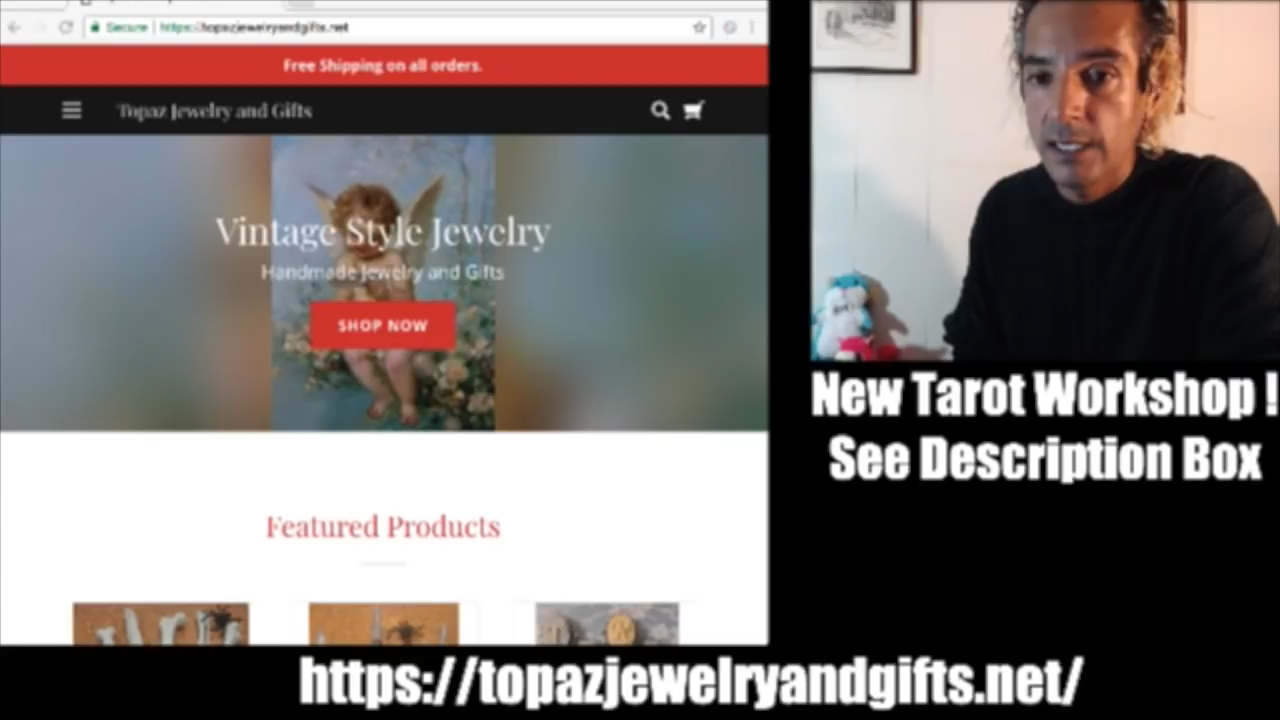 Secure | https://topazjewelryandgifts.net
Free Shipping on all orders.
Topaz Jewelry and Gifts
Vintage Style Jewelry
Handmade Jewelry and Gifts
SHOP NOW
Featured Products
New Tarot Workshop !
See Description Box
https://topazjewelryandgifts.net/